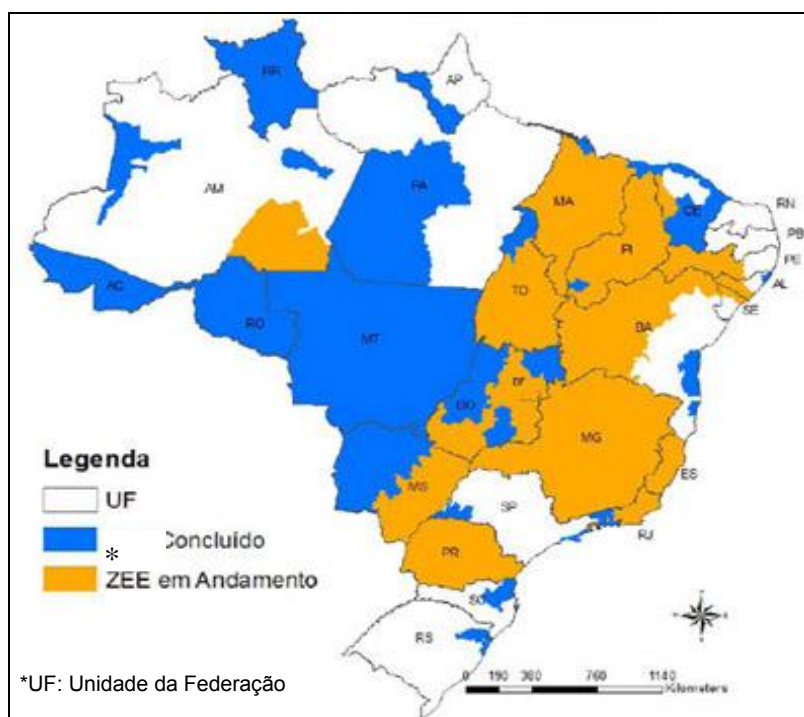 RR
AP
AM
PA
MA
CE
RN
PB
PE
AL
SE
PI
AC
RO
TO
BA
MT
DF
GO
MG
ES
MS
SP
RJ
PR
SC
RS
Legenda
UF
* Concluído
ZEE em Andamento
*UF: Unidade da Federação
0 190 380 760 1140
Kilometers